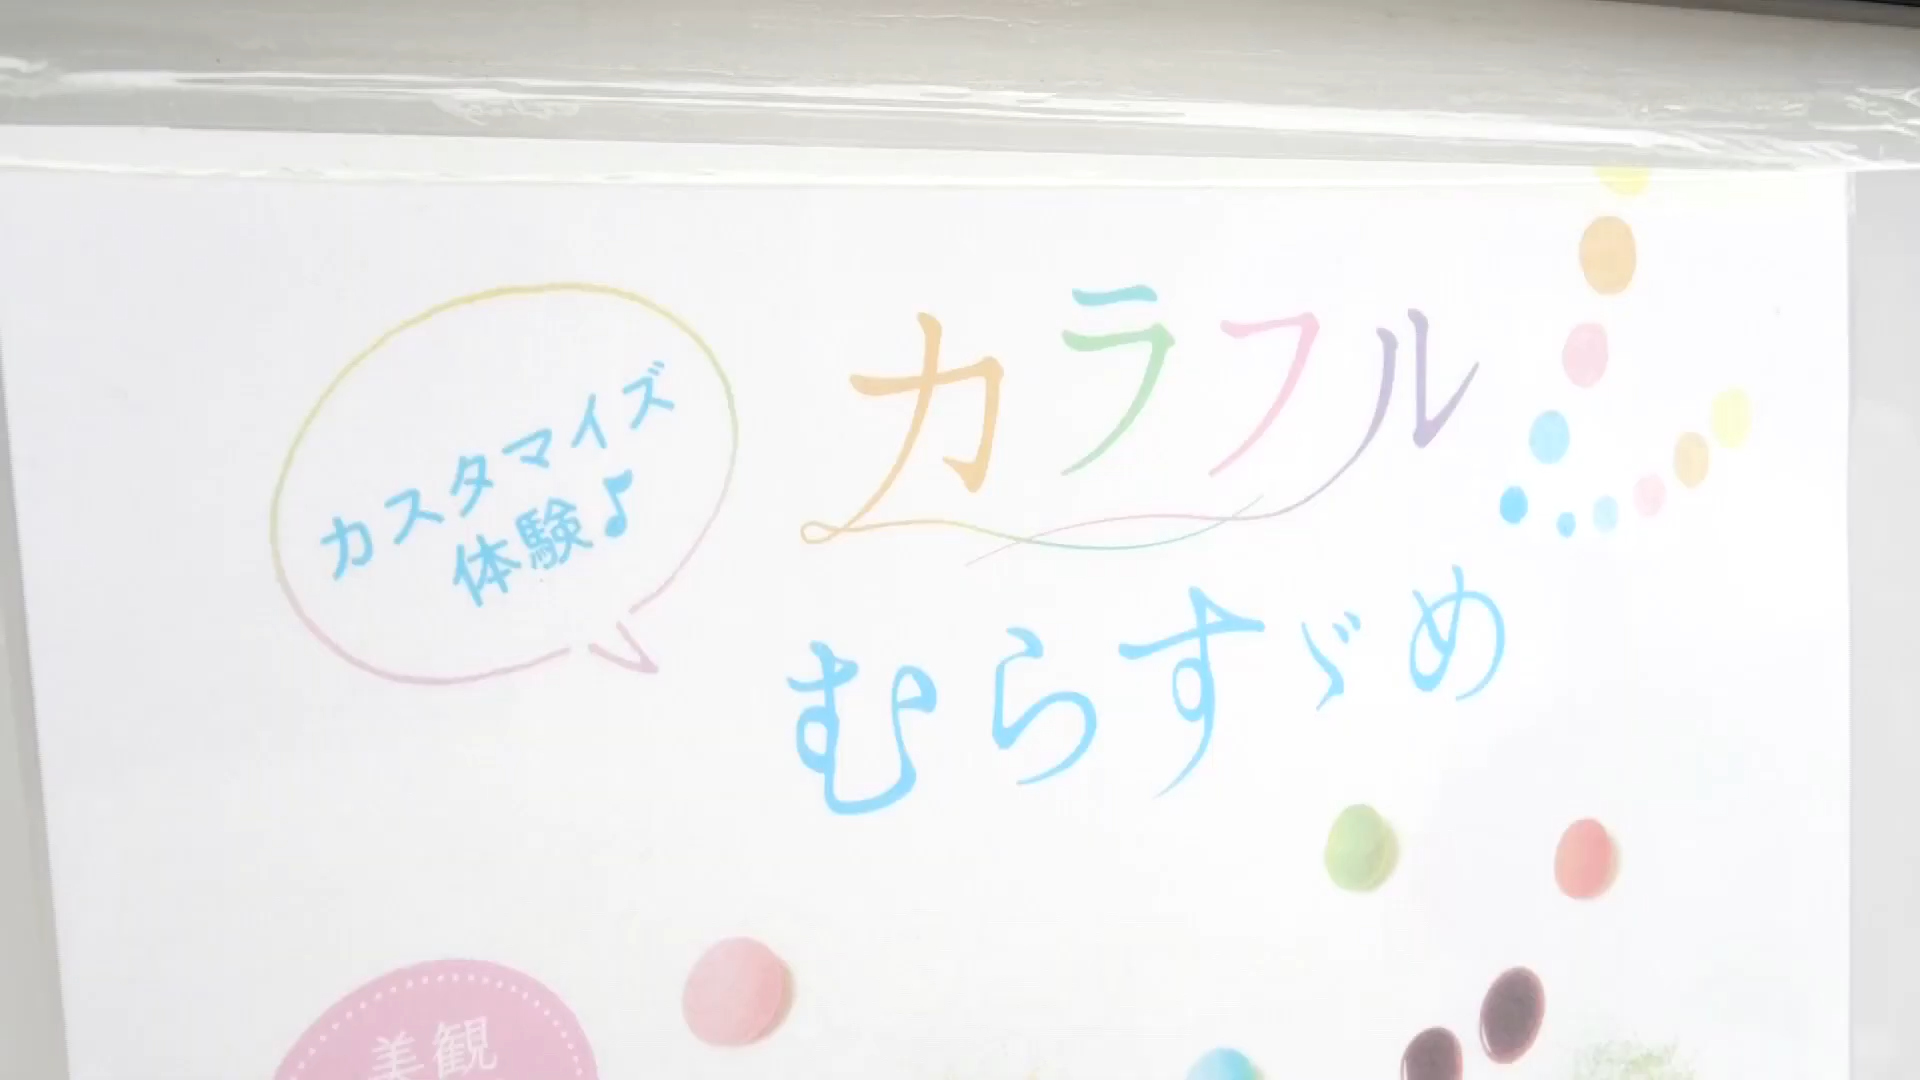 カスタマイズ
体験♪
カラフル
むらすゞめ
美観